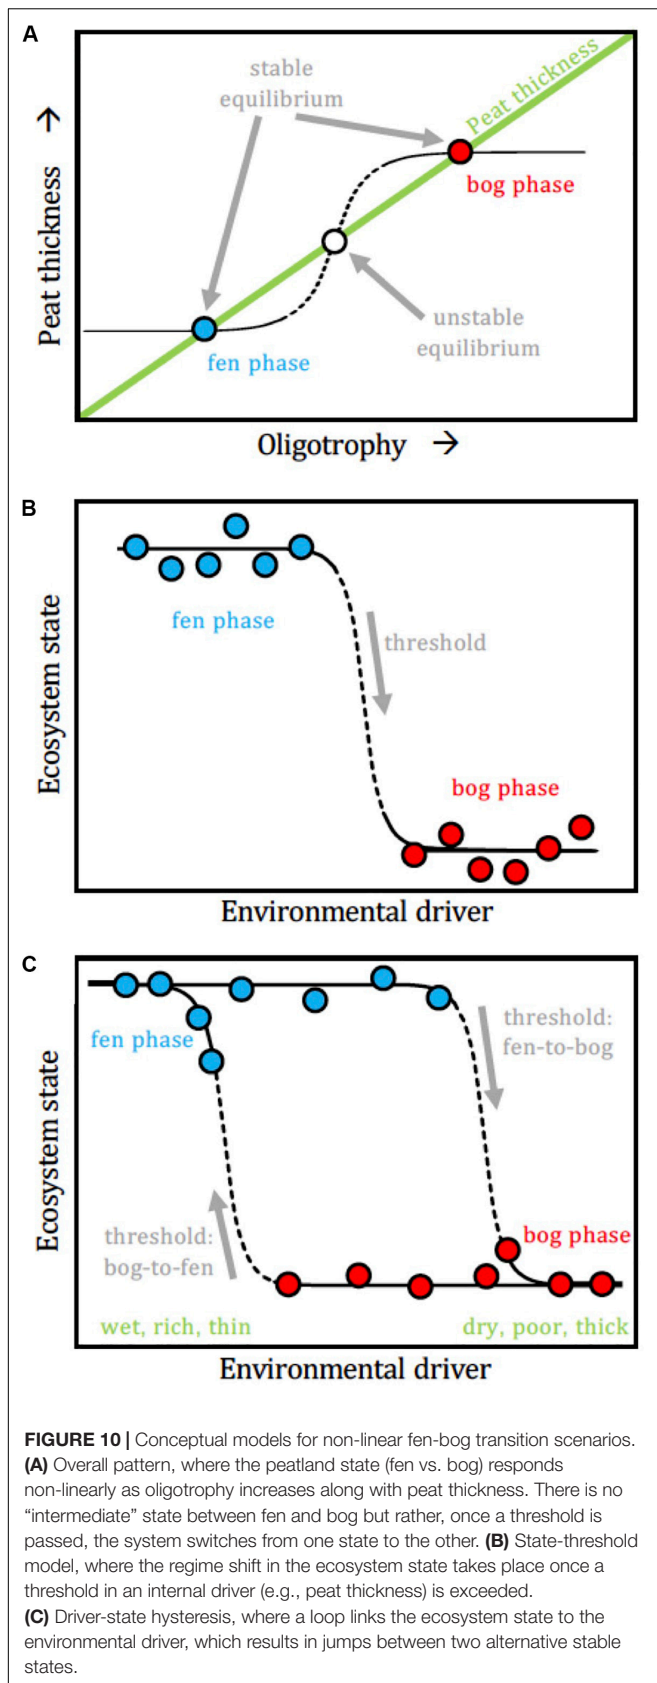 A
stable
equilibrium
Peat thickness
Peat thickness →
bog phase
unstable
equilibrium
fen phase
Oligotrophy →
B
fen phase
threshold
Ecosystem state
bog phase
Environmental driver
C
threshold:
fen-to-bog
fen phase
Ecosystem state
bog phase
threshold:
bog-to-fen
wet, rich, thin
dry, poor, thick
Environmental driver
FIGURE 10 | Conceptual models for non-linear fen-bog transition scenarios.
(A) Overall pattern, where the peatland state (fen vs. bog) responds
non-linearly as oligotrophy increases along with peat thickness. There is no
“intermediate” state between fen and bog but rather, once a threshold is
passed, the system switches from one state to the other. (B) State-threshold
model, where the regime shift in the ecosystem state takes place once a
threshold in an internal driver (e.g., peat thickness) is exceeded.
(C) Driver-state hysteresis, where a loop links the ecosystem state to the
environmental driver, which results in jumps between two alternative stable
states.